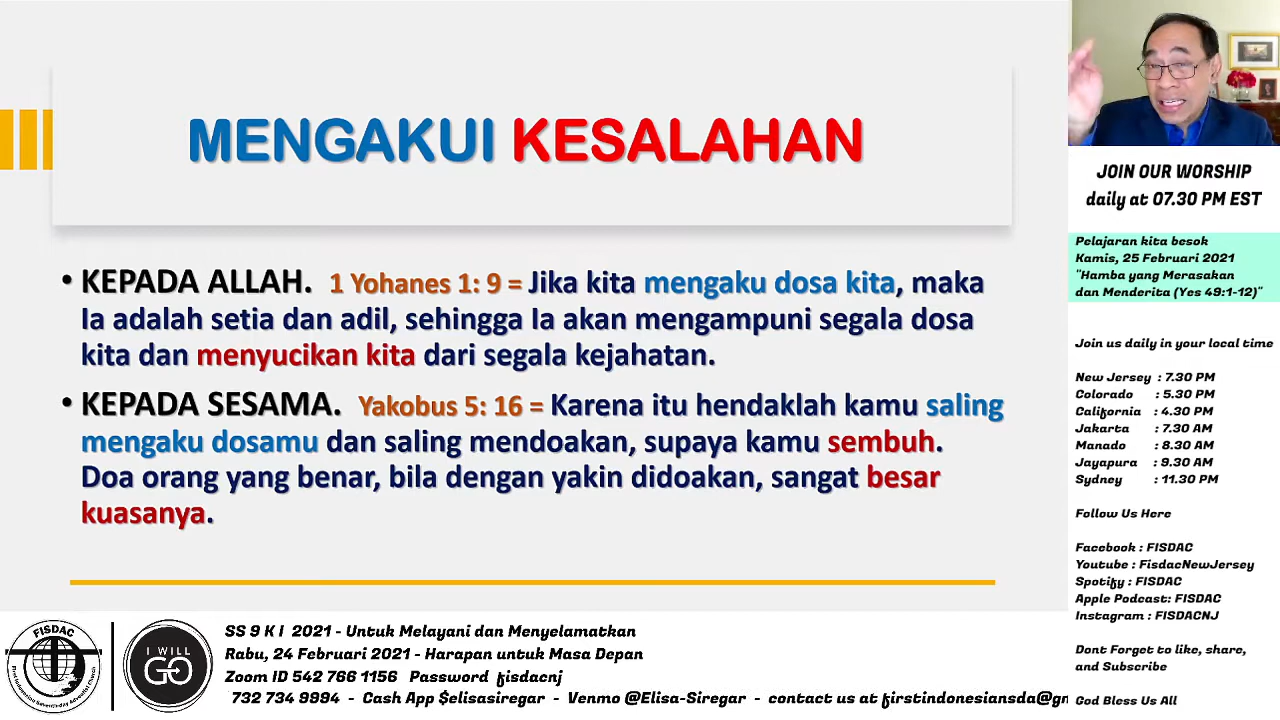 MENGAKUI KESALAHAN
• KEPADA ALLAH. 1 Yohanes 1: 9 = Jika kita mengaku dosa kita, maka
Ia adalah setia dan adil, sehingga Ia akan mengampuni segala dosa
kita dan menyucikan kita dari segala kejahatan.
• KEPADA SESAMA. Yakobus 5: 16 = Karena itu hendaklah kamu saling
mengaku dosamu dan saling mendoakan, supaya kamu sembuh.
Doa orang yang benar, bila dengan yakin didoakan, sangat besar
kuasanya.
JOIN OUR WORSHIP
daily at 07.30 PM EST
Pelajaran kita besok
Kamis, 25 Februari 2021
"Hamba yang Merasakan
dan Menderita (Yes 49:1-12)"
Join us daily in your local time
New Jersey : 7.30 PM
Colorado : 5.30 PM
California : 4.30 PM
Jakarta : 7.30 AM
Manado : 8.30 AM
Jayapura : 9.30 AM
Sydney : 11.30 PM
Follow Us Here
Facebook : FISDAC
Youtube : FisdacNewJersey
Spotify : FISDAC
Apple Podcast: FISDAC
Instagram : FISDACNJ
Dont Forget to like, share,
and Subscribe
God Bless Us All
FISDAC
First Indonesian Seventh-day Adventist Church
I WILL
GO
SS 9 K I 2021 - Untuk Melayani dan Menyelamatkan
Rabu, 24 Februari 2021 - Harapan untuk Masa Depan
Zoom ID 542 766 1156 Password fisdacnj
732 734 9994 - Cash App $elisasiregar - Venmo @Elisa-Siregar - contact us at firstindonesiansda@gm